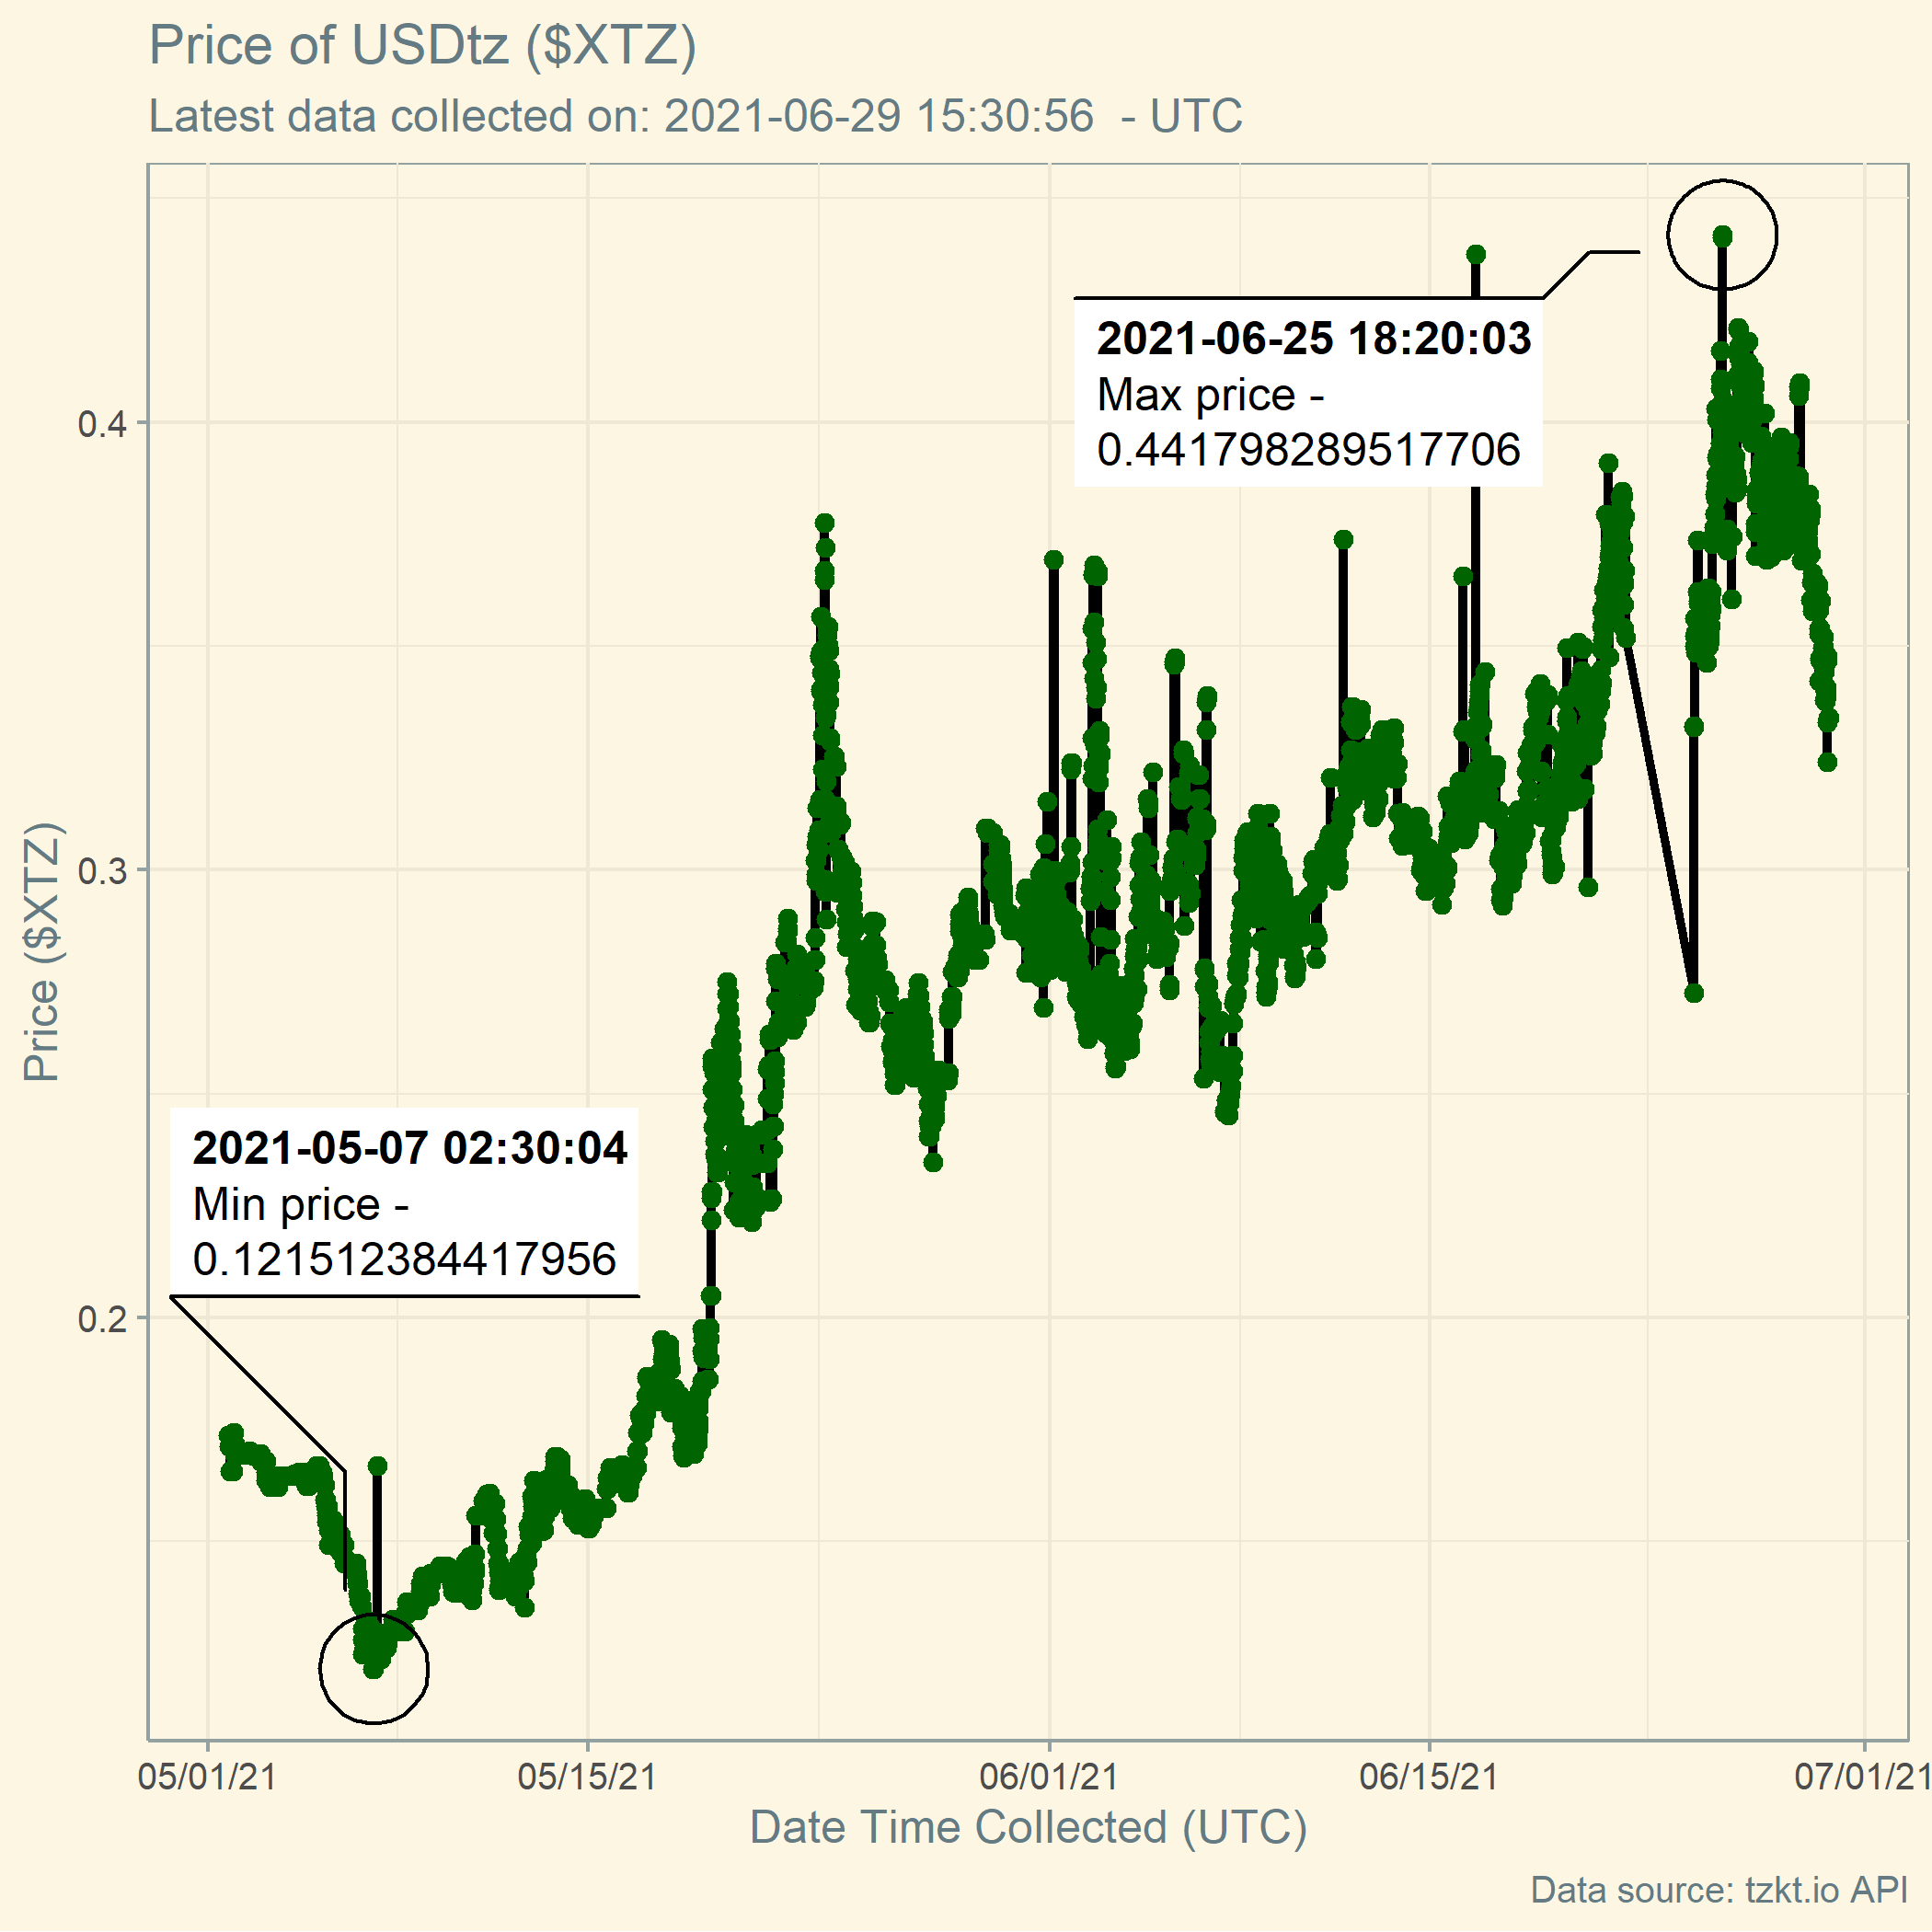 Price of USDtz ($XTZ)
Latest data collected on: 2021-06-29 15:30:56  - UTC
2021-06-25 18:20:03
Max price -
0.441798289517706
0.4
0.3
0.2
Price ($XTZ)
2021-05-07 02:30:04
Min price -
0.121512384417956
05/01/21
05/15/21
06/01/21
06/15/21
07/01/21
Date Time Collected (UTC)
Data source: tzkt.io API